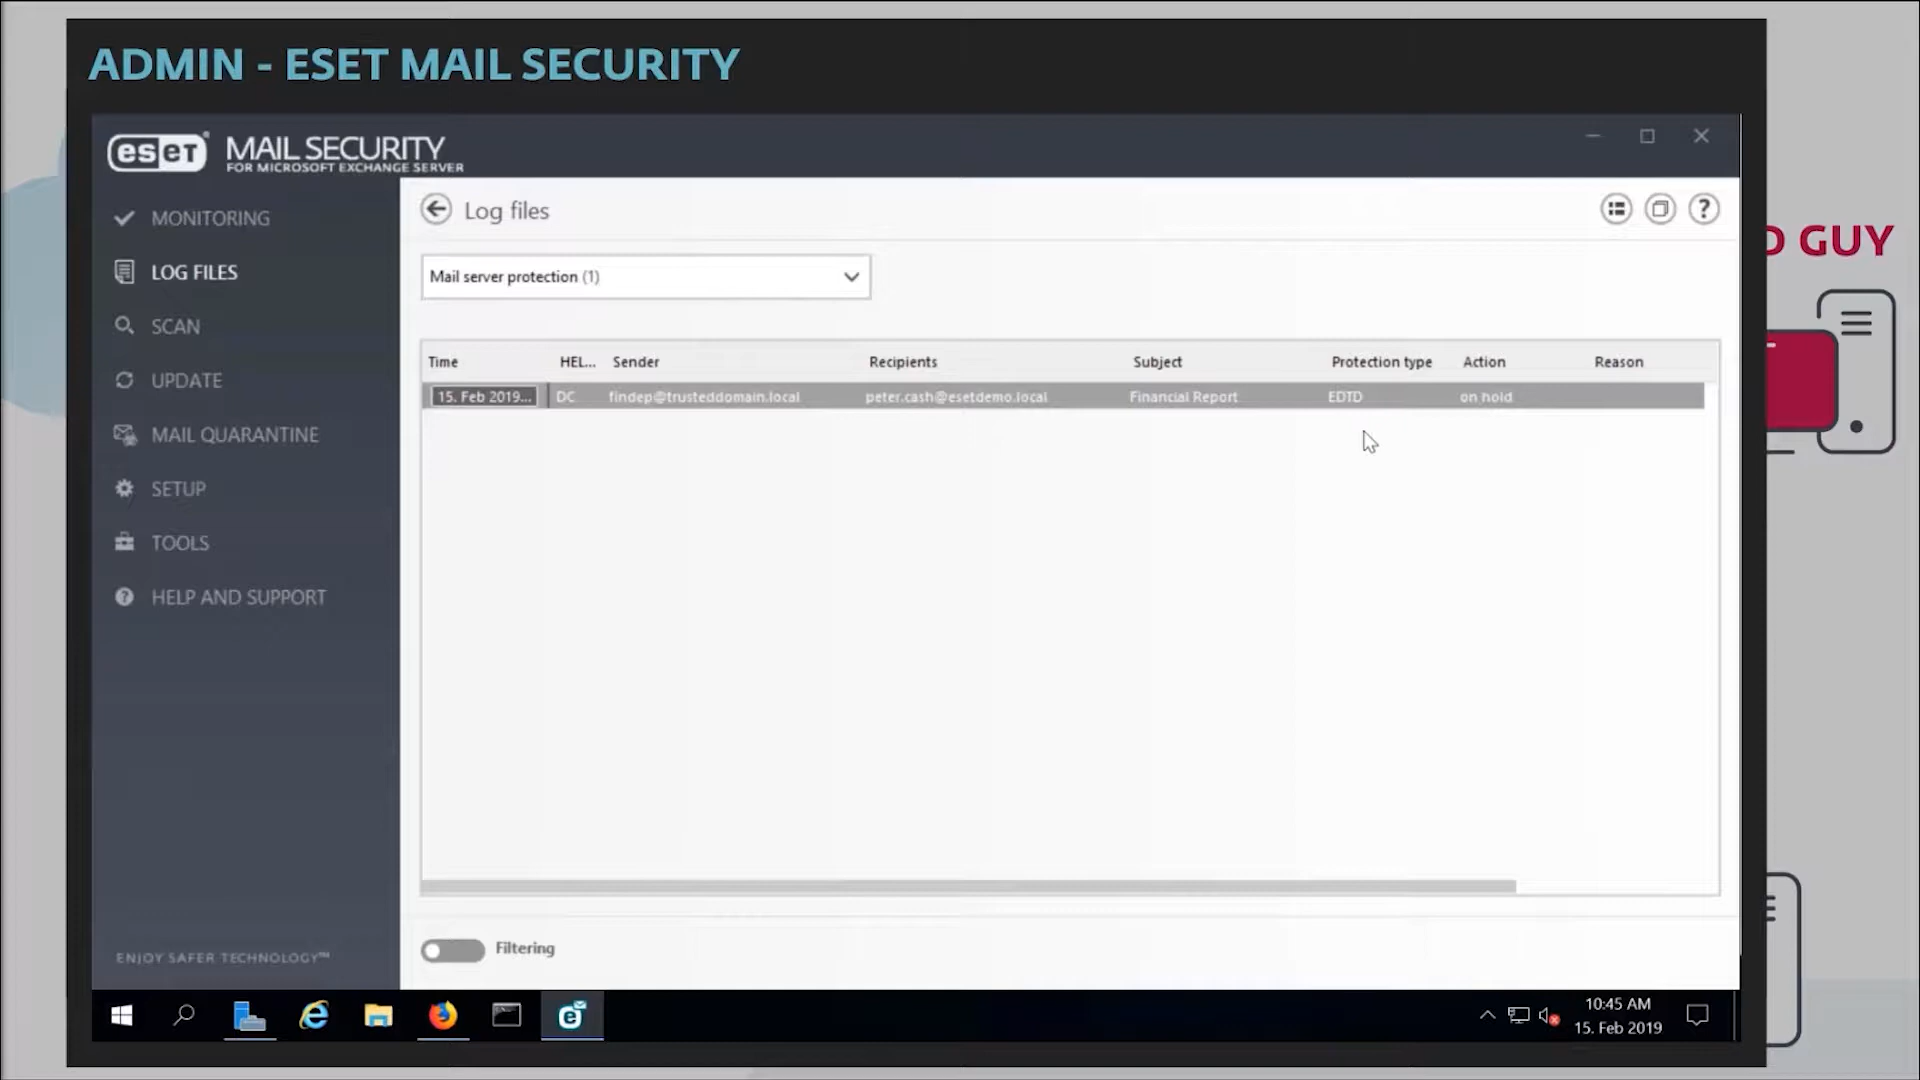 ADMIN - ESET MAIL SECURITY
eset MAIL SECURITY
FOR MICROSOFT EXCHANGE SERVER
MONITORING
LOG FILES
SCAN
UPDATE
MAIL QUARANTINE
SETUP
TOOLS
HELP AND SUPPORT
ENJOY SAFER TECHNOLOGY™
Log files
?
Mail server protection (1)
Time HEL... Sender Recipients Subject Protection type Action Reason
15. Feb 2019... DC findep@trusteddomain.local peter.cash@esetdemo.local Financial Report EDTD on hold
Filtering
10:45 AM
15. Feb 2019
GUY